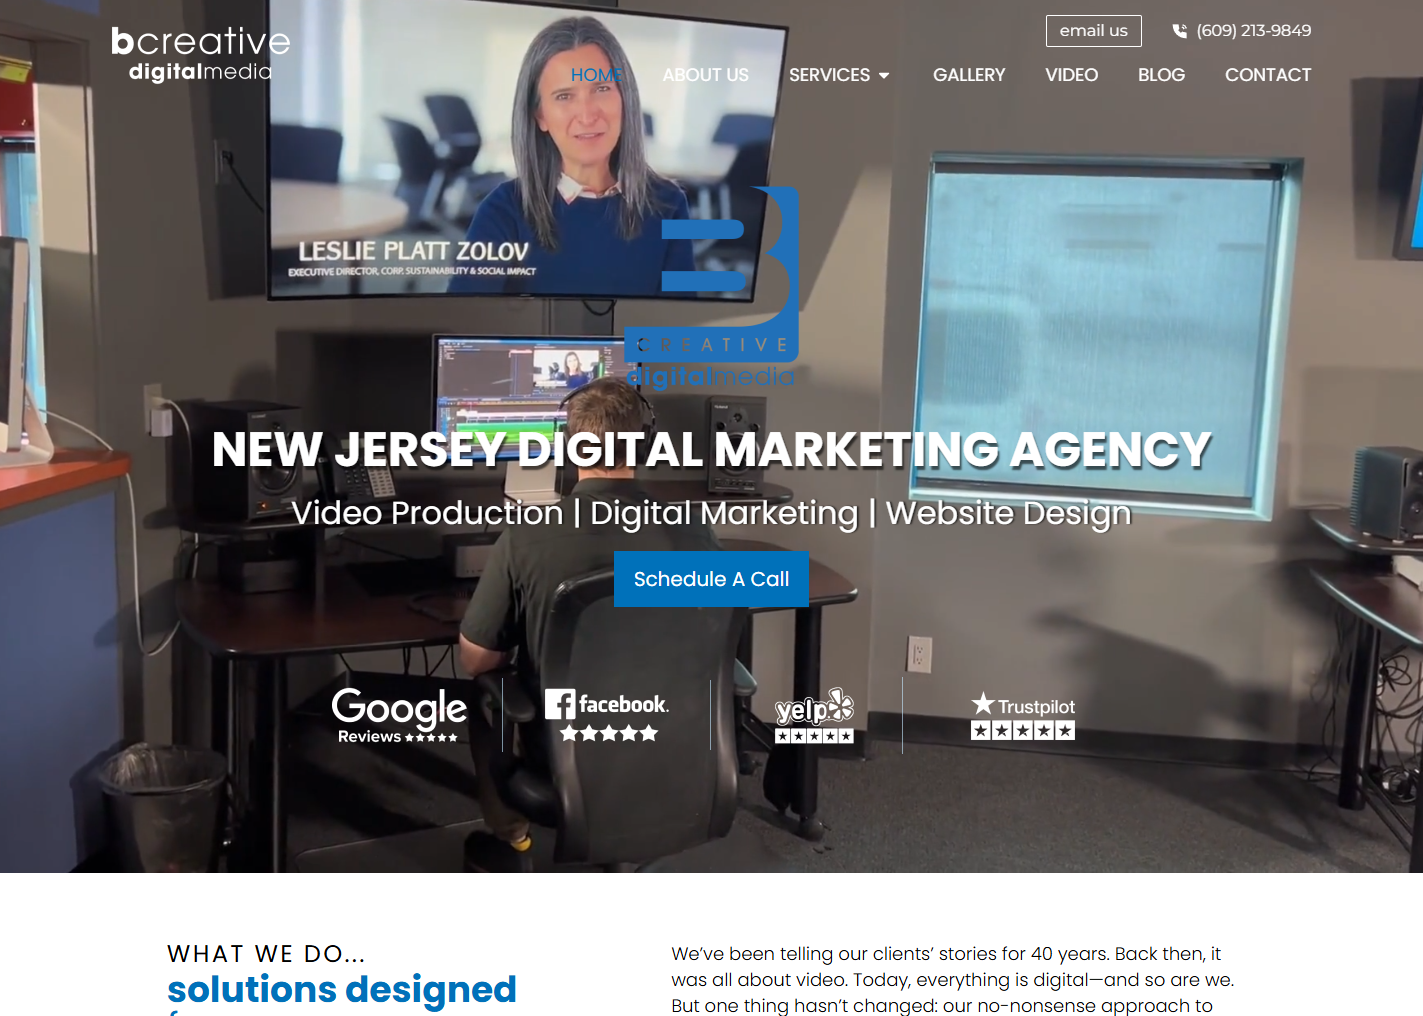 bcreative
digitalmedia
email us
(609) 213-9849
HOME
ABOUT US
SERVICES
GALLERY
VIDEO
BLOG
CONTACT
LESLIE PLATT ZOLOV
EXECUTIVE DIRECTOR, CORP. SUSTAINABILITY & SOCIAL IMPACT
B
CREATIVE
digitalmedia
NEW JERSEY DIGITAL MARKETING AGENCY
Video Production | Digital Marketing | Website Design
Schedule A Call
Google
Reviews
facebook.
yelp
Trustpilot
WHAT WE DO...
solutions designed
We’ve been telling our clients’ stories for 40 years. Back then, it
was all about video. Today, everything is digital—and so are we.
But one thing hasn’t changed: our no-nonsense approach to